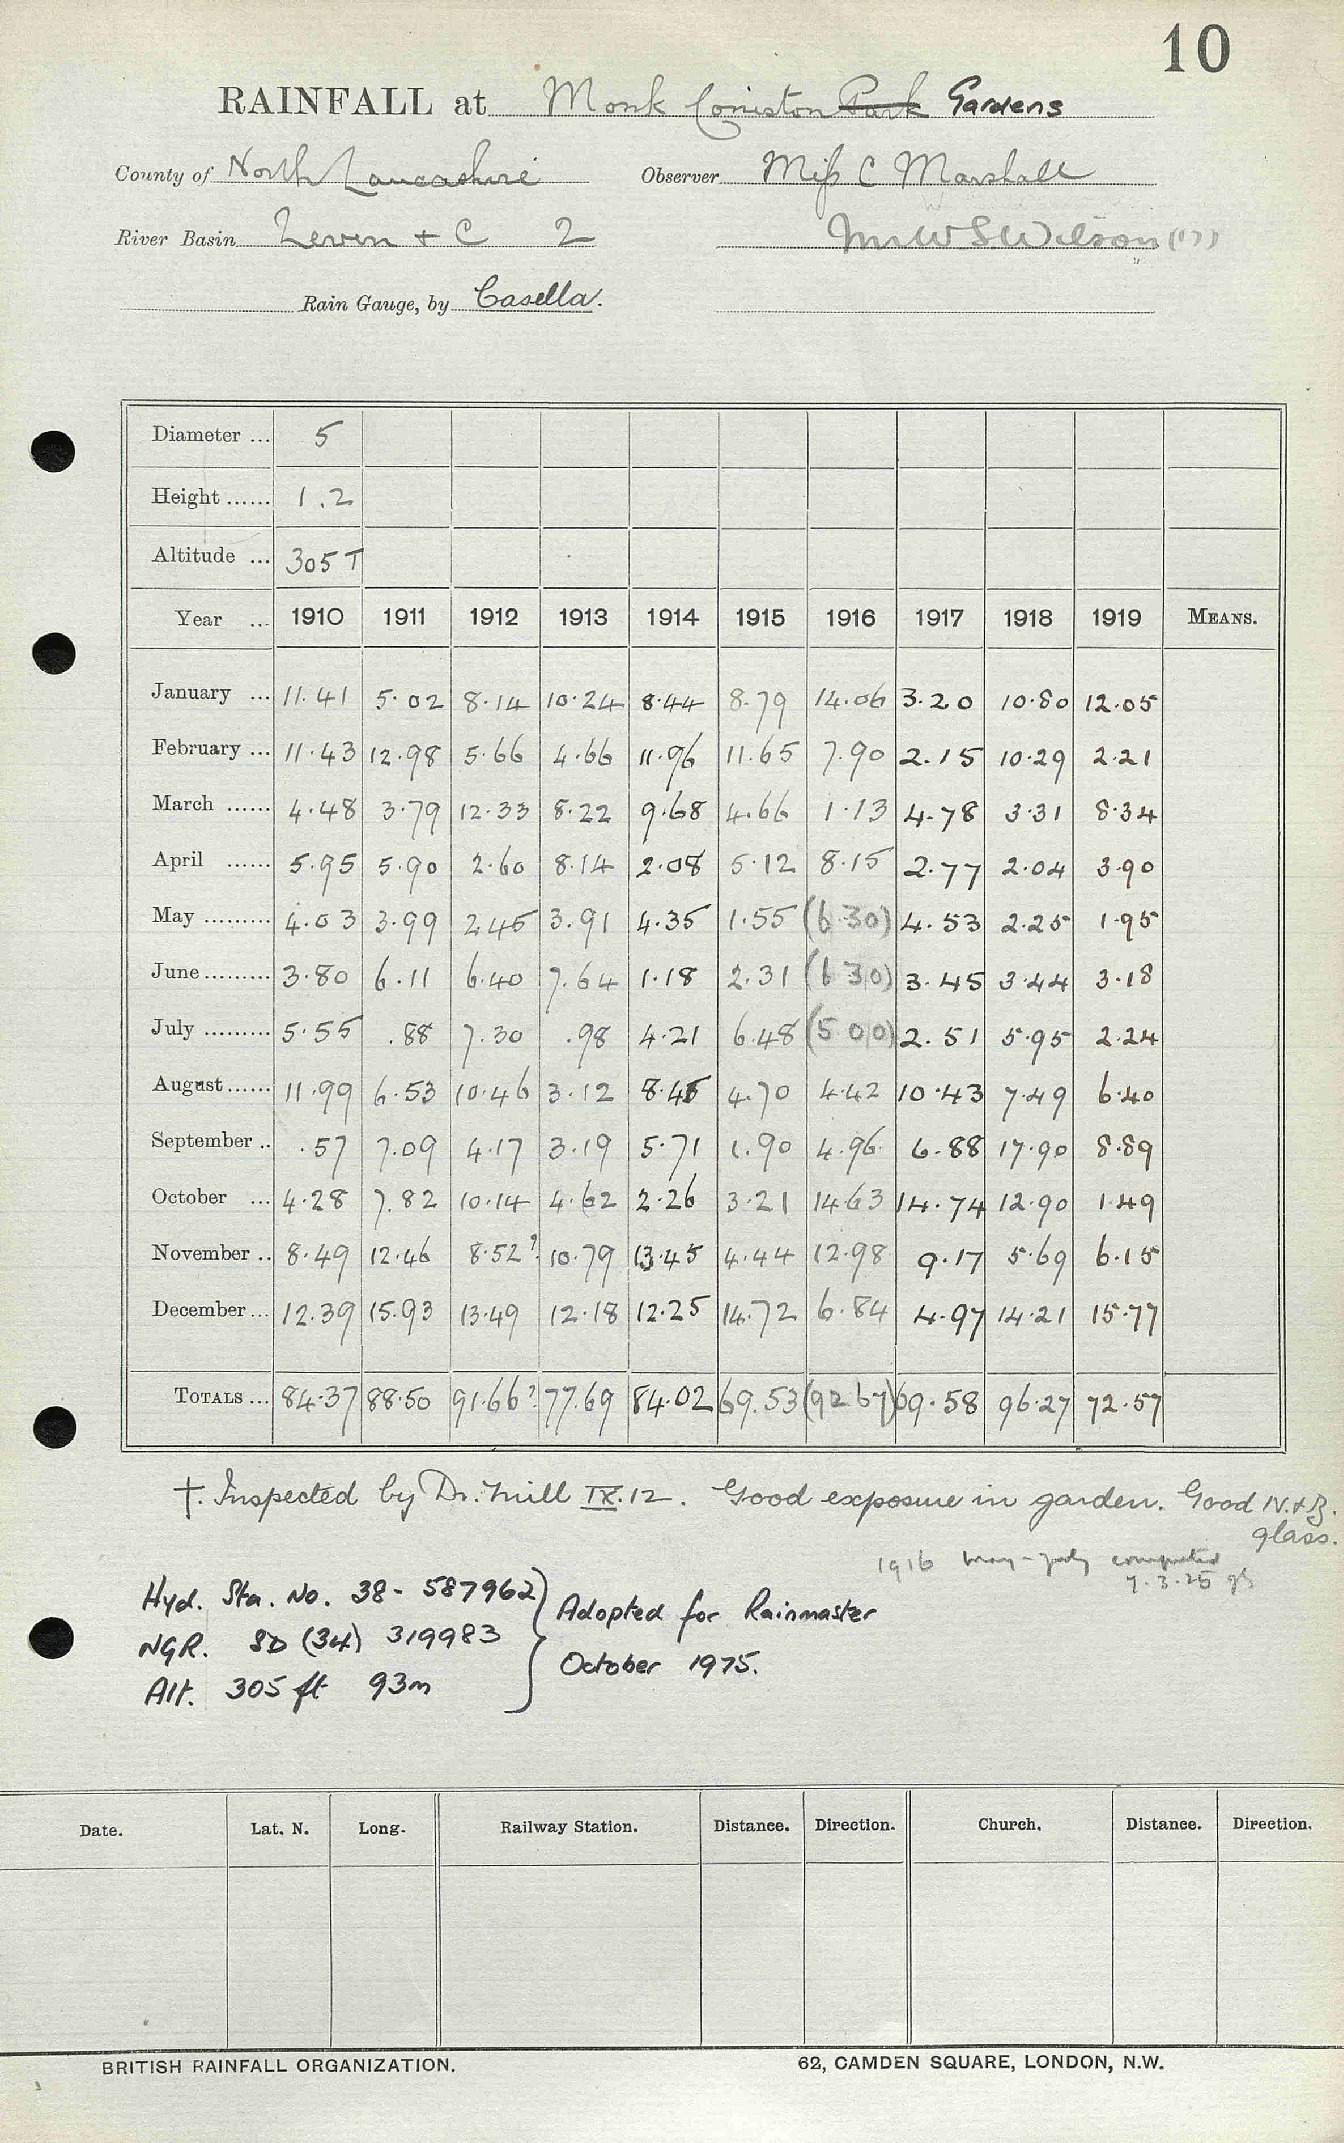 10
RAINFALL at Monk Coniston Park Gardens
County of North Lancashire Observer Miss C Marshall
River Basin Leven + C 2 Mr W S Wilson (17)
Rain Gauge, by Casella.
Diameter ... 5
Height ...... 1.2
Altitude ... 305 T
Year ... 1910 1911 1912 1913 1914 1915 1916 1917 1918 1919 MEANS.
January ... 11.41 5.02 8.14 10.24 8.44 8.79 14.06 3.20 10.80 12.05
February ... 11.43 12.98 5.66 4.66 11.96 11.65 7.90 2.15 10.29 2.21
March ...... 4.48 3.79 12.33 8.22 9.68 4.66 1.13 4.78 3.31 8.34
April ...... 5.95 5.90 2.60 8.14 2.08 5.12 8.15 2.77 2.04 3.90
May ......... 4.03 3.99 2.45 3.91 4.35 1.55 (6 30) 4.53 2.25 1.95
June ......... 3.80 6.11 6.40 7.64 1.18 2.31 (6 30) 3.45 3.44 3.18
July ......... 5.55 .88 7.30 .98 4.21 6.48 (5 00) 2.51 5.95 2.24
August ...... 11.99 6.53 10.46 3.12 8.45 4.70 4.42 10.43 7.49 6.40
September .. .57 7.09 4.17 3.19 5.71 1.90 4.96 6.88 17.90 8.89
October ... 4.28 7.82 10.14 4.62 2.26 3.21 14.63 14.74 12.90 1.49
November .. 8.49 12.46 8.52? 10.79 13.45 4.44 12.98 9.17 5.69 6.15
December ... 12.39 15.93 13.49 12.18 12.25 14.72 6.84 4.97 14.21 15.77
TOTALS ... 84.37 88.50 91.66? 77.69 84.02 69.53 (92 67) 69.58 96.27 72.57
†. Inspected by Dr. Mill IX.12. Good exposure in garden. Good N. & Z.
glass.
1916 May-July computed
7.3.25
Hyd. Sta. No. 38- 587962 } Adopted for Rainmaster
NGR. SD (34) 319983
October 1975.
Alt. 305 ft 93m
Date. Lat. N. Long. Railway Station. Distance. Direction. Church. Distance. Direction.
BRITISH RAINFALL ORGANIZATION. 62, CAMDEN SQUARE, LONDON, N.W.